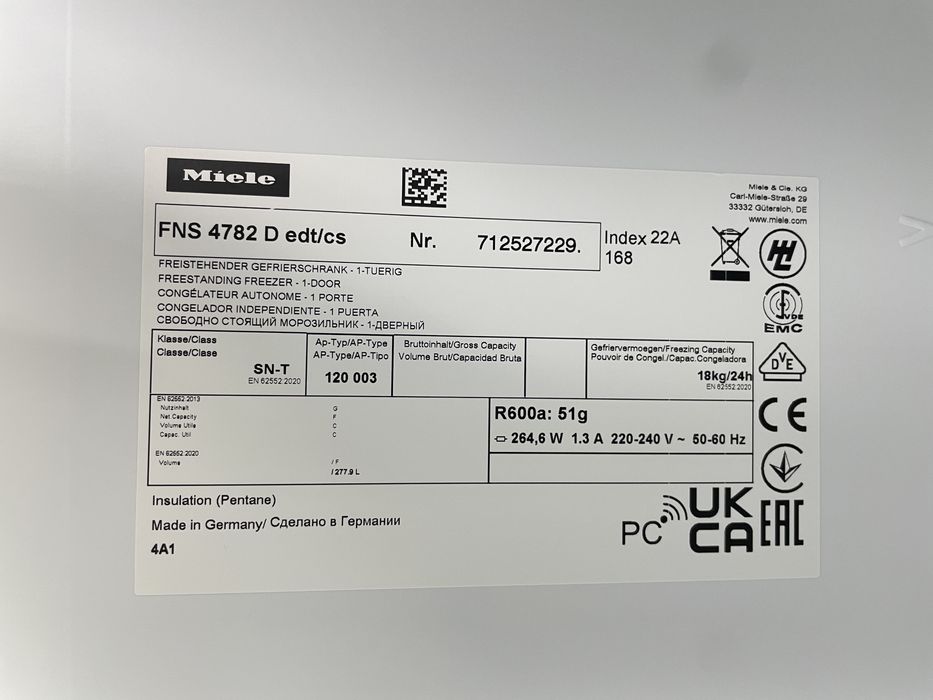 Miele
Miele & Cie. KG
Carl-Miele-Straße 29
33332 Gütersloh, DE
www.miele.com
FNS 4782 D edt/cs Nr. 712527229.
Index 22A
168
FREISTEHENDER GEFRIERSCHRANK - 1-TUERIG
FREESTANDING FREEZER - 1-DOOR
CONGÉLATEUR AUTONOME - 1 PORTE
CONGELADOR INDEPENDIENTE - 1 PUERTA
СВОБОДНО СТОЯЩИЙ МОРОЗИЛЬНИК - 1-ДВЕРНЫЙ
VDE
EMC
Klasse/Class
Classe/Clase
SN-T
EN 62552:2020
Ap-Typ/AP-Type
AP-Type/AP-Tipo
120 003
Bruttoinhalt/Gross Capacity
Volume Brut/Capacidad Bruta
Gefriervermoegen/Freezing Capacity
Pouvoir de Congel./Capac.Congeladora
18kg/24h
EN 62552:2020
DVE
EN 62552:2013
Nutzinhalt G
Net Capacity F
Volume Utile C
Capac. Util C
EN 62552:2020
Volume / F
/ 277.9 L
R600a: 51g
264,6 W 1.3 A 220-240 V ~ 50-60 Hz
CE
Insulation (Pentane)
Made in Germany/ Сделано в Германии
4A1
PC
UK
CA
EAC